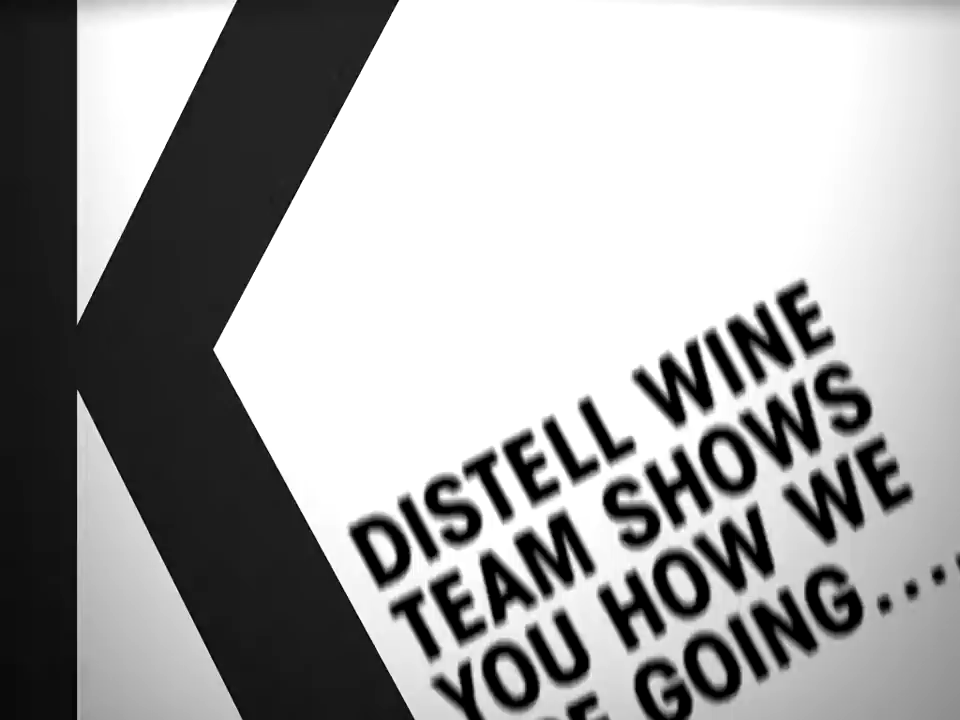 K
DISTELL WINE
TEAM SHOWS
YOU HOW WE
GOING....